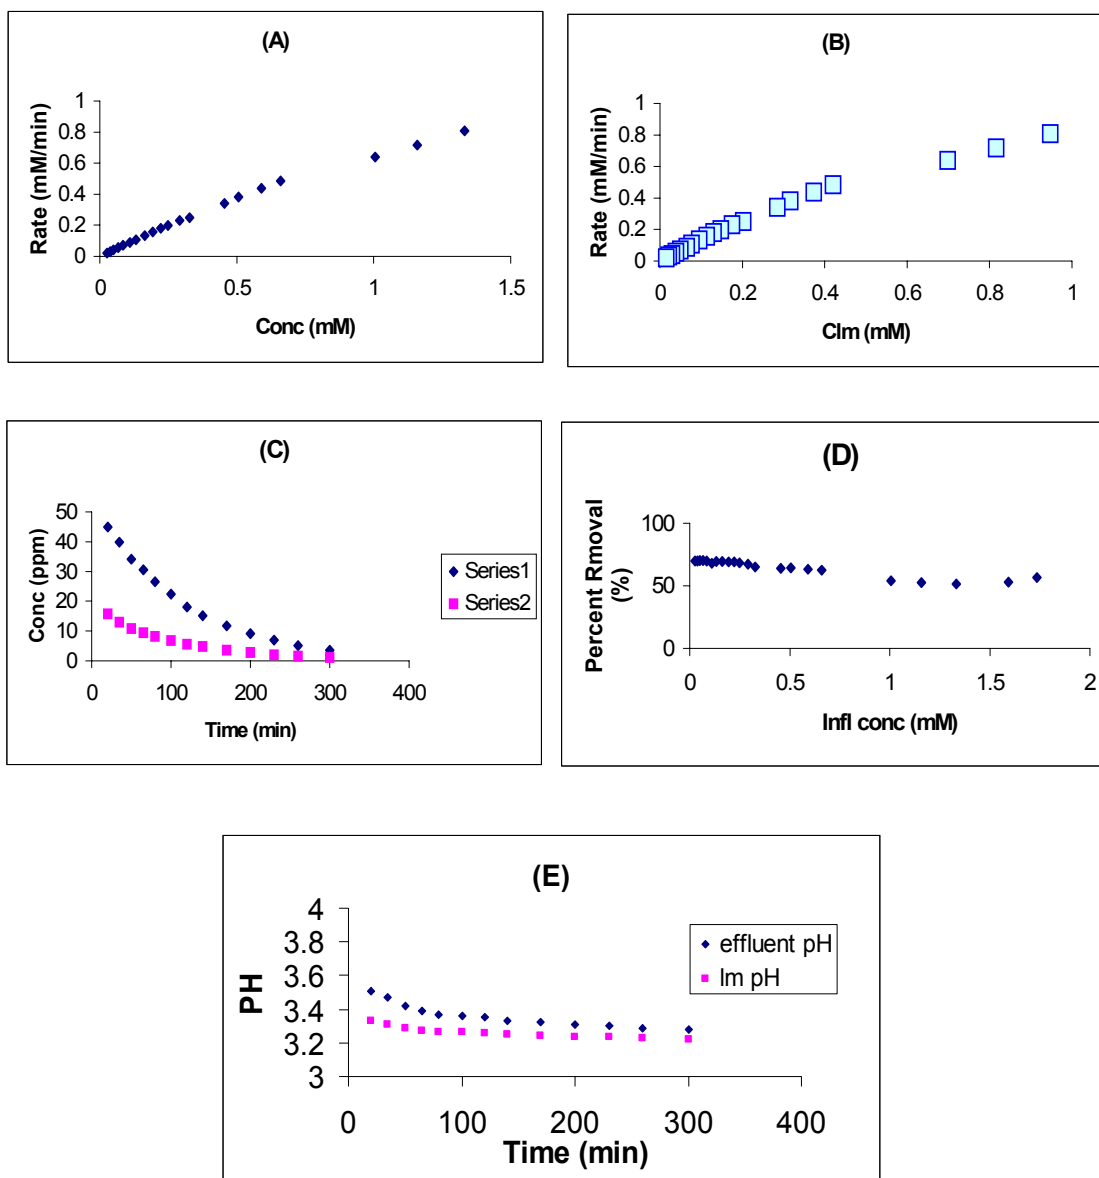 (A)
Rate (mM/min)
1
0.8
0.6
0.4
0.2
0
0 0.5 1 1.5
Conc (mM)
(B)
Rate (mM/min)
1
0.8
0.6
0.4
0.2
0
0 0.2 0.4 0.6 0.8 1
Clm (mM)
(C)
Conc (ppm)
50
40
30
20
10
0
0 100 200 300 400
Time (min)
Series1
Series2
(D)
Percent Rmoval
(%)
100
50
0
0 0.5 1 1.5 2
Infl conc (mM)
(E)
PH
4
3.8
3.6
3.4
3.2
3
0 100 200 300 400
Time (min)
effluent pH
lm pH